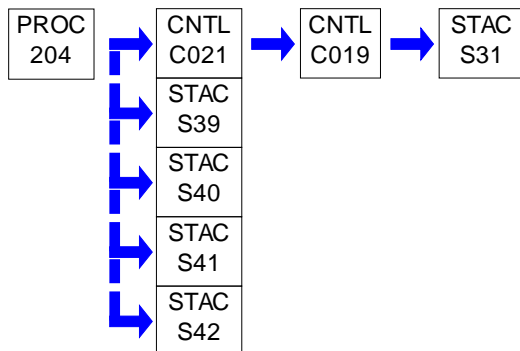 PROC
204
CNTL
C021
CNTL
C019
STAC
S31
STAC
S39
STAC
S40
STAC
S41
STAC
S42